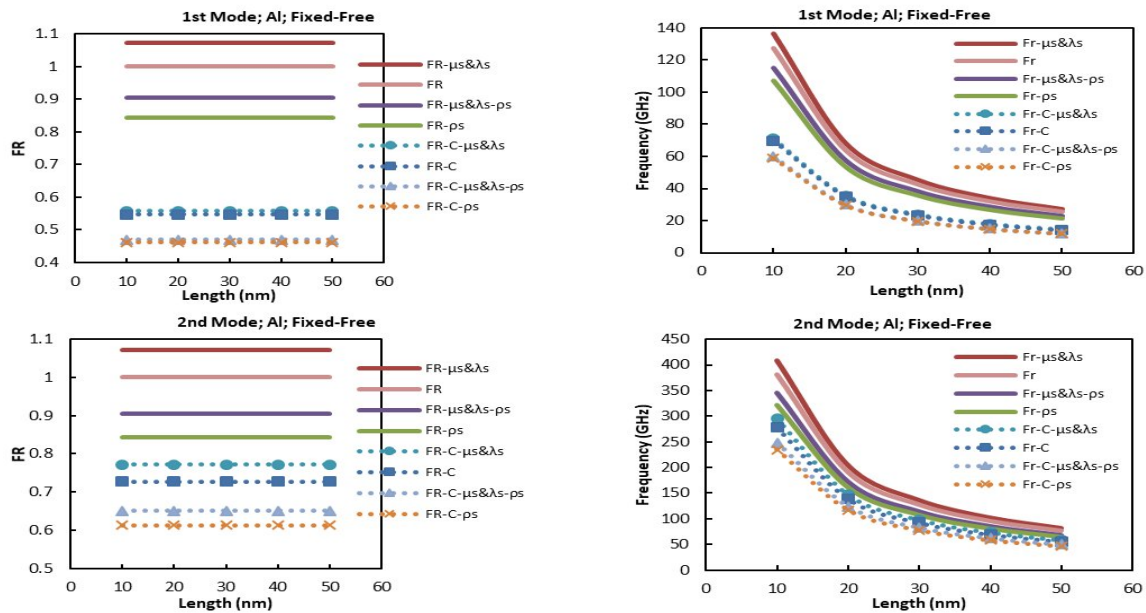 1st Mode; Al; Fixed-Free
FR
1.1
1
0.9
0.8
0.7
0.6
0.5
0.4
0 10 20 30 40 50 60
Length (nm)
FR-μs&λs
FR
FR-μs&λs-ρs
FR-ρs
FR-C-μs&λs
FR-C
FR-C-μs&λs-ρs
FR-C-ρs
1st Mode; Al; Fixed-Free
Frequency (GHz)
140
120
100
80
60
40
20
0
0 10 20 30 40 50 60
Length (nm)
Fr-μs&λs
Fr
Fr-μs&λs-ρs
Fr-ρs
Fr-C-μs&λs
Fr-C
Fr-C-μs&λs-ρs
Fr-C-ρs
2nd Mode; Al; Fixed-Free
FR
1.1
1
0.9
0.8
0.7
0.6
0.5
0 10 20 30 40 50 60
Length (nm)
FR-μs&λs
FR
FR-μs&λs-ρs
FR-ρs
FR-C-μs&λs
FR-C
FR-C-μs&λs-ρs
FR-C-ρs
2nd Mode; Al; Fixed-Free
Frequency (GHz)
450
400
350
300
250
200
150
100
50
0
0 10 20 30 40 50 60
Length (nm)
Fr-μs&λs
Fr
Fr-μs&λs-ρs
Fr-ρs
Fr-C-μs&λs
Fr-C
Fr-C-μs&λs-ρs
Fr-C-ρs